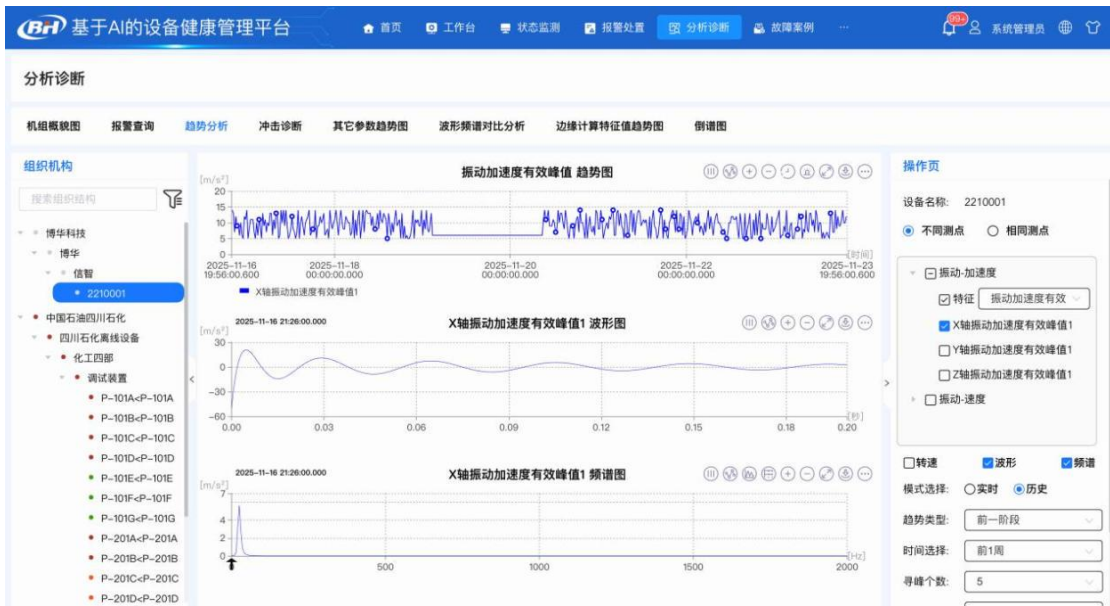 BH 基于AI的设备健康管理平台 首页 工作台 状态监测 报警处置 分析诊断 故障案例 ··· 99+ 系统管理员
分析诊断
机组概貌图 报警查询 趋势分析 冲击诊断 其它参数趋势图 波形频谱对比分析 边缘计算特征值趋势图 倒谱图
组织机构
搜索组织结构
博华科技
博华
信智
2210001
中国石油四川石化
四川石化离线设备
化工四部
调试装置
P-101A<P-101A
P-101B<P-101B
P-101C<P-101C
P-101D<P-101D
P-101E<P-101E
P-101F<P-101F
P-101G<P-101G
P-201A<P-201A
P-201B<P-201B
P-201C<P-201C
P-201D<P-201D
振动加速度有效峰值 趋势图
[m/s²]
20
15
10
5
0
[时间]
2025-11-16 19:56:00.600
2025-11-18 00:00:00.000
2025-11-20 00:00:00.000
2025-11-22 00:00:00.000
2025-11-23 19:56:00.600
X轴振动加速度有效峰值1
2025-11-16 21:26:00.000
X轴振动加速度有效峰值1 波形图
[m/s²]
30
0
-30
-60
0.00 0.03 0.06 0.09 0.12 0.15 0.18 0.20
[秒]
2025-11-16 21:26:00.000
X轴振动加速度有效峰值1 频谱图
[m/s²]
7
4
2
0
500 1000 1500 2000
[Hz]
操作页
设备名称: 2210001
不同测点 相同测点
振动-加速度
特征 振动加速度有效
X轴振动加速度有效峰值1
Y轴振动加速度有效峰值1
Z轴振动加速度有效峰值1
振动-速度
转速 波形 频谱
模式选择: 实时 历史
趋势类型: 前一阶段
时间选择: 前1周
寻峰个数: 5